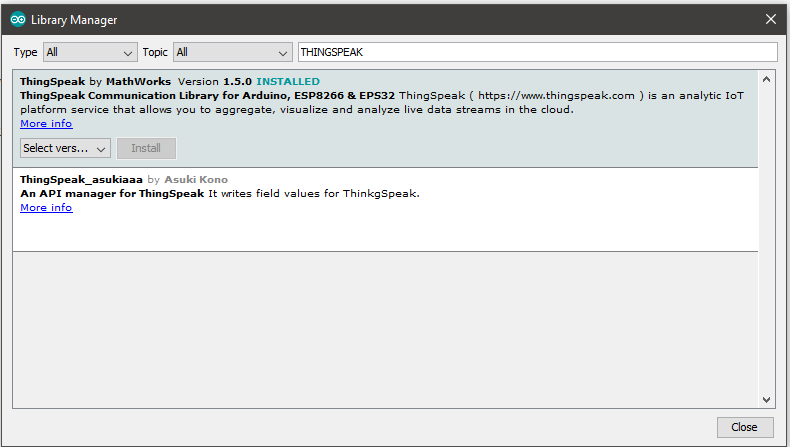 Library Manager
Type All Topic All THINGSPEAK
ThingSpeak by MathWorks Version 1.5.0 INSTALLED
ThingSpeak Communication Library for Arduino, ESP8266 & EPS32 ThingSpeak ( https://www.thingspeak.com ) is an analytic IoT
platform service that allows you to aggregate, visualize and analyze live data streams in the cloud.
More info
Select vers... Install
ThingSpeak_asukiaaa by Asuki Kono
An API manager for ThingSpeak It writes field values for ThinkgSpeak.
More info
Close